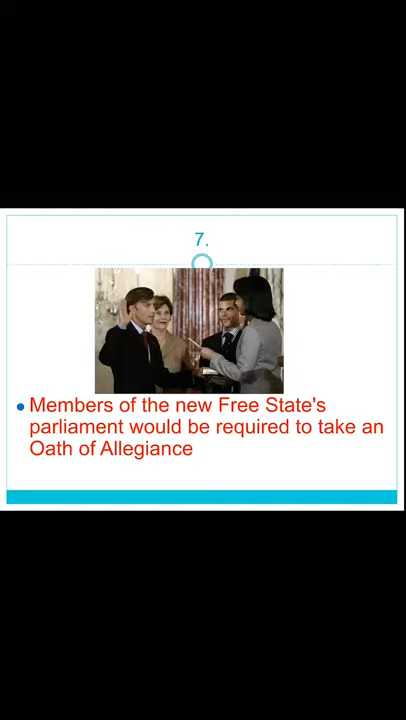 7.
Members of the new Free State's
parliament would be required to take an
Oath of Allegiance